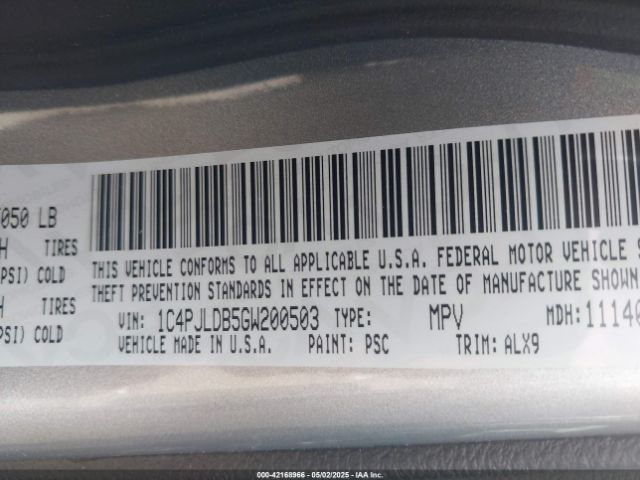 050 LB
TIRES
PSI) COLD
TIRES
PSI) COLD
THIS VEHICLE CONFORMS TO ALL APPLICABLE U.S.A. FEDERAL MOTOR VEHICLE
THEFT PREVENTION STANDARDS IN EFFECT ON THE DATE OF MANUFACTURE SHOWN
VIN: 1C4PJLDB5GW200503 TYPE: MPV MDH: 11140
VEHICLE MADE IN U.S.A. PAINT: PSC TRIM: ALX9
000-42168966 - 05/02/2025 - IAA Inc.